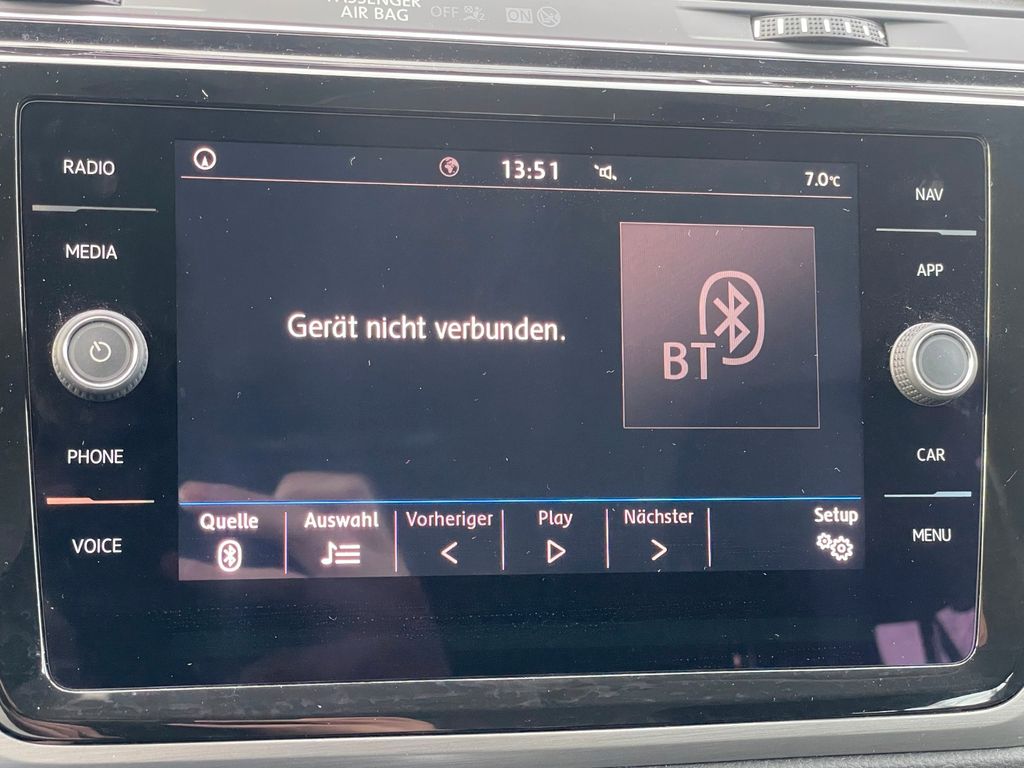 PASSENGER
AIR BAG OFF ON
RADIO
MEDIA
PHONE
VOICE
13:51
7.0°C
Gerät nicht verbunden.
BT
Quelle
Auswahl
Vorheriger
Play
Nächster
Setup
NAV
APP
CAR
MENU